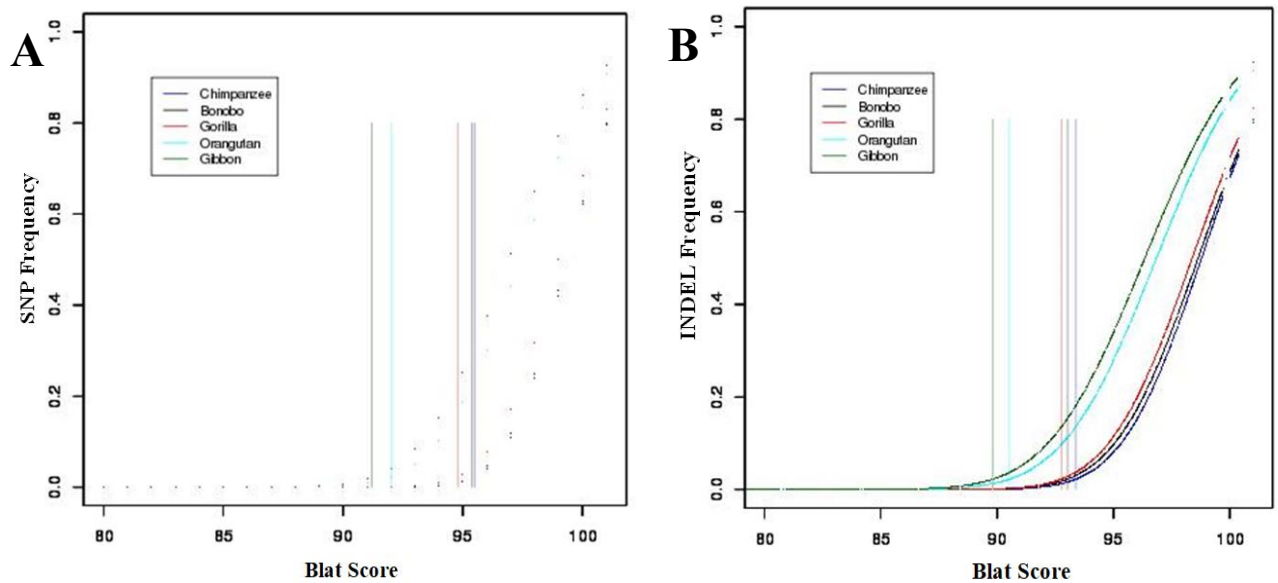 A
SNP Frequency
1.0
0.8
0.6
0.4
0.2
0.0
Chimpanzee
Bonobo
Gorilla
Orangutan
Gibbon
80 85 90 95 100
Blat Score
B
INDEL Frequency
1.0
0.8
0.6
0.4
0.2
0.0
Chimpanzee
Bonobo
Gorilla
Orangutan
Gibbon
80 85 90 95 100
Blat Score